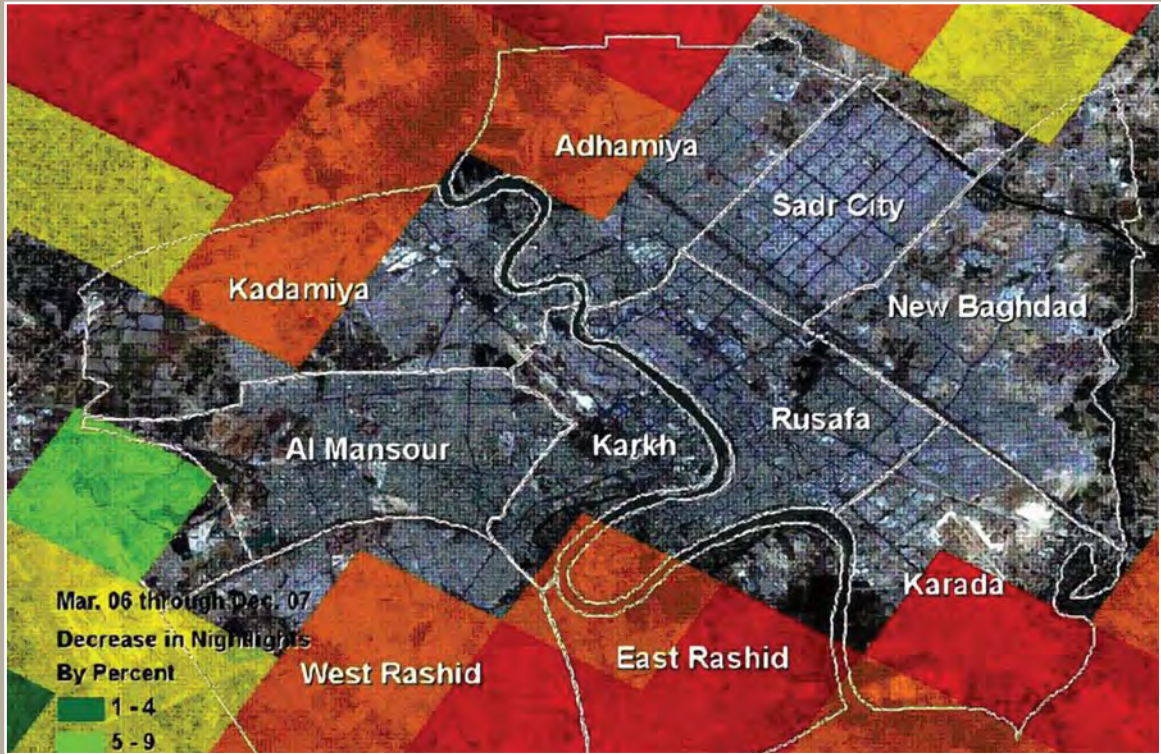 Adhamiya
Sadr City
Kadamiya
New Baghdad
Rusafa
Al Mansour
Karkh
Karada
Mar. 06 through Dec. 07
Decrease in Nightlights
East Rashid
By Percent
West Rashid
1 - 4
5 - 9